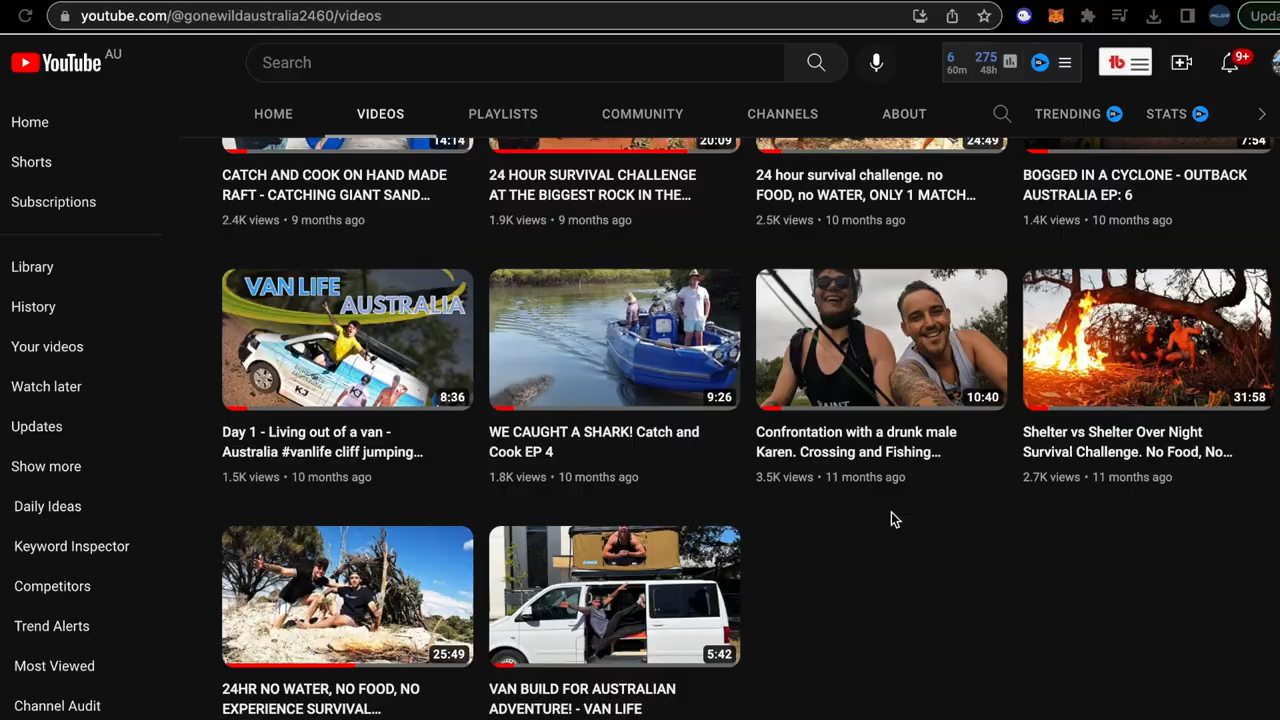 youtube.com/@gonewildaustralia2460/videos
Upda
YouTube AU
Search
6
60m
275
48h
9+
HOME
VIDEOS
PLAYLISTS
COMMUNITY
CHANNELS
ABOUT
TRENDING
STATS
Home
Shorts
Subscriptions
Library
History
Your videos
Watch later
Updates
Show more
Daily Ideas
Keyword Inspector
Competitors
Trend Alerts
Most Viewed
Channel Audit
14:14
CATCH AND COOK ON HAND MADE
RAFT - CATCHING GIANT SAND...
2.4K views • 9 months ago
20:09
24 HOUR SURVIVAL CHALLENGE
AT THE BIGGEST ROCK IN THE...
1.9K views • 9 months ago
24:49
24 hour survival challenge. no
FOOD, no WATER, ONLY 1 MATCH...
2.5K views • 10 months ago
7:54
BOGGED IN A CYCLONE - OUTBACK
AUSTRALIA EP: 6
1.4K views • 10 months ago
VAN LIFE
AUSTRALIA
8:36
Day 1 - Living out of a van -
Australia #vanlife cliff jumping...
1.5K views • 10 months ago
9:26
WE CAUGHT A SHARK! Catch and
Cook EP 4
1.8K views • 10 months ago
10:40
Confrontation with a drunk male
Karen. Crossing and Fishing...
3.5K views • 11 months ago
31:58
Shelter vs Shelter Over Night
Survival Challenge. No Food, No...
2.7K views • 11 months ago
25:49
24HR NO WATER, NO FOOD, NO
EXPERIENCE SURVIVAL...
5:42
VAN BUILD FOR AUSTRALIAN
ADVENTURE! - VAN LIFE